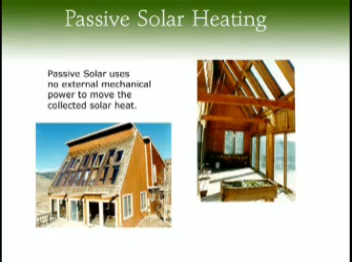 Passive Solar Heating
Passive Solar uses
no external mechanical
power to move the
collected solar heat.